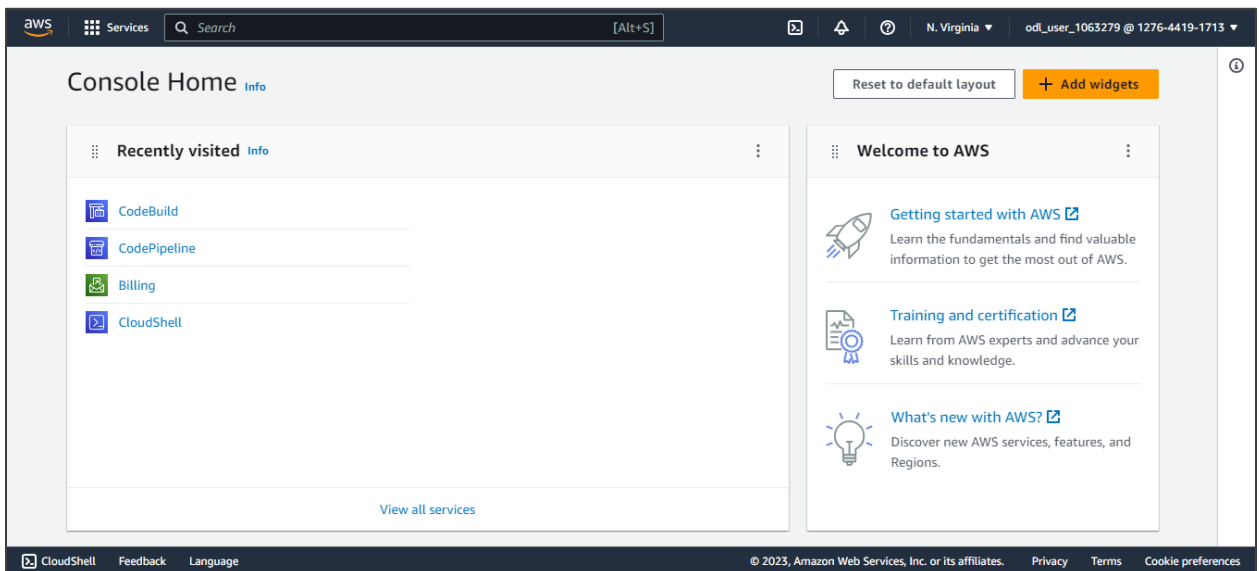 aws
Services
Search
[Alt+S]
N. Virginia ▼
odl_user_1063279 @ 1276-4419-1713 ▼
Console Home Info
Reset to default layout
+ Add widgets
Recently visited Info
CodeBuild
CodePipeline
Billing
CloudShell
View all services
Welcome to AWS
Getting started with AWS
Learn the fundamentals and find valuable
information to get the most out of AWS.
Training and certification
Learn from AWS experts and advance your
skills and knowledge.
What's new with AWS?
Discover new AWS services, features, and
Regions.
CloudShell
Feedback
Language
© 2023, Amazon Web Services, Inc. or its affiliates.
Privacy
Terms
Cookie preferences